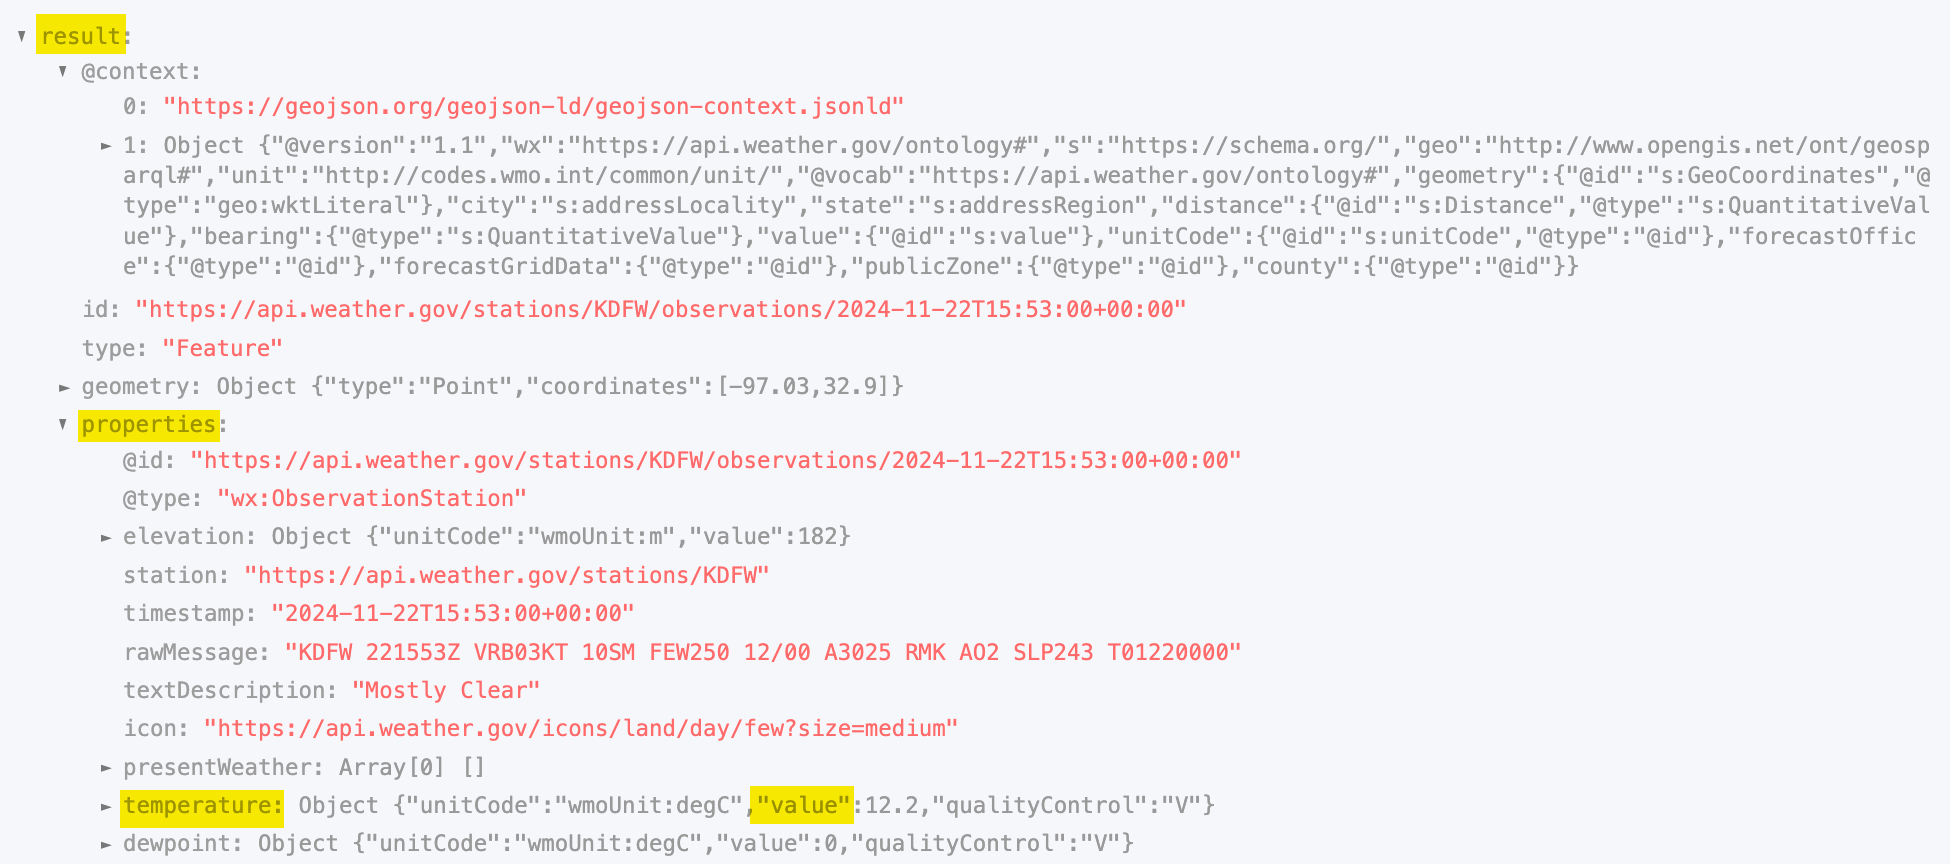 ▼ result:
▼ @context:
0: "https://geojson.org/geojson-ld/geojson-context.jsonld"
► 1: Object {"@version":"1.1","wx":"https://api.weather.gov/ontology#","s":"https://schema.org/","geo":"http://www.opengis.net/ont/geosp
arql#","unit":"http://codes.wmo.int/common/unit/","@vocab":"https://api.weather.gov/ontology#","geometry":{"@id":"s:GeoCoordinates","@
type":"geo:wktLiteral"},"city":"s:addressLocality","state":"s:addressRegion","distance":{"@id":"s:Distance","@type":"s:QuantitativeVal
ue"},"bearing":{"@type":"s:QuantitativeValue"},"value":{"@id":"s:value"},"unitCode":{"@id":"s:unitCode","@type":"@id"},"forecastOffic
e":{"@type":"@id"},"forecastGridData":{"@type":"@id"},"publicZone":{"@type":"@id"},"county":{"@type":"@id"}}
id: "https://api.weather.gov/stations/KDFW/observations/2024-11-22T15:53:00+00:00"
type: "Feature"
► geometry: Object {"type":"Point","coordinates":[-97.03,32.9]}
▼ properties:
@id: "https://api.weather.gov/stations/KDFW/observations/2024-11-22T15:53:00+00:00"
@type: "wx:ObservationStation"
► elevation: Object {"unitCode":"wmoUnit:m","value":182}
station: "https://api.weather.gov/stations/KDFW"
timestamp: "2024-11-22T15:53:00+00:00"
rawMessage: "KDFW 221553Z VRB03KT 10SM FEW250 12/00 A3025 RMK AO2 SLP243 T01220000"
textDescription: "Mostly Clear"
icon: "https://api.weather.gov/icons/land/day/few?size=medium"
► presentWeather: Array[0] []
► temperature: Object {"unitCode":"wmoUnit:degC","value":12.2,"qualityControl":"V"}
► dewpoint: Object {"unitCode":"wmoUnit:degC","value":0,"qualityControl":"V"}